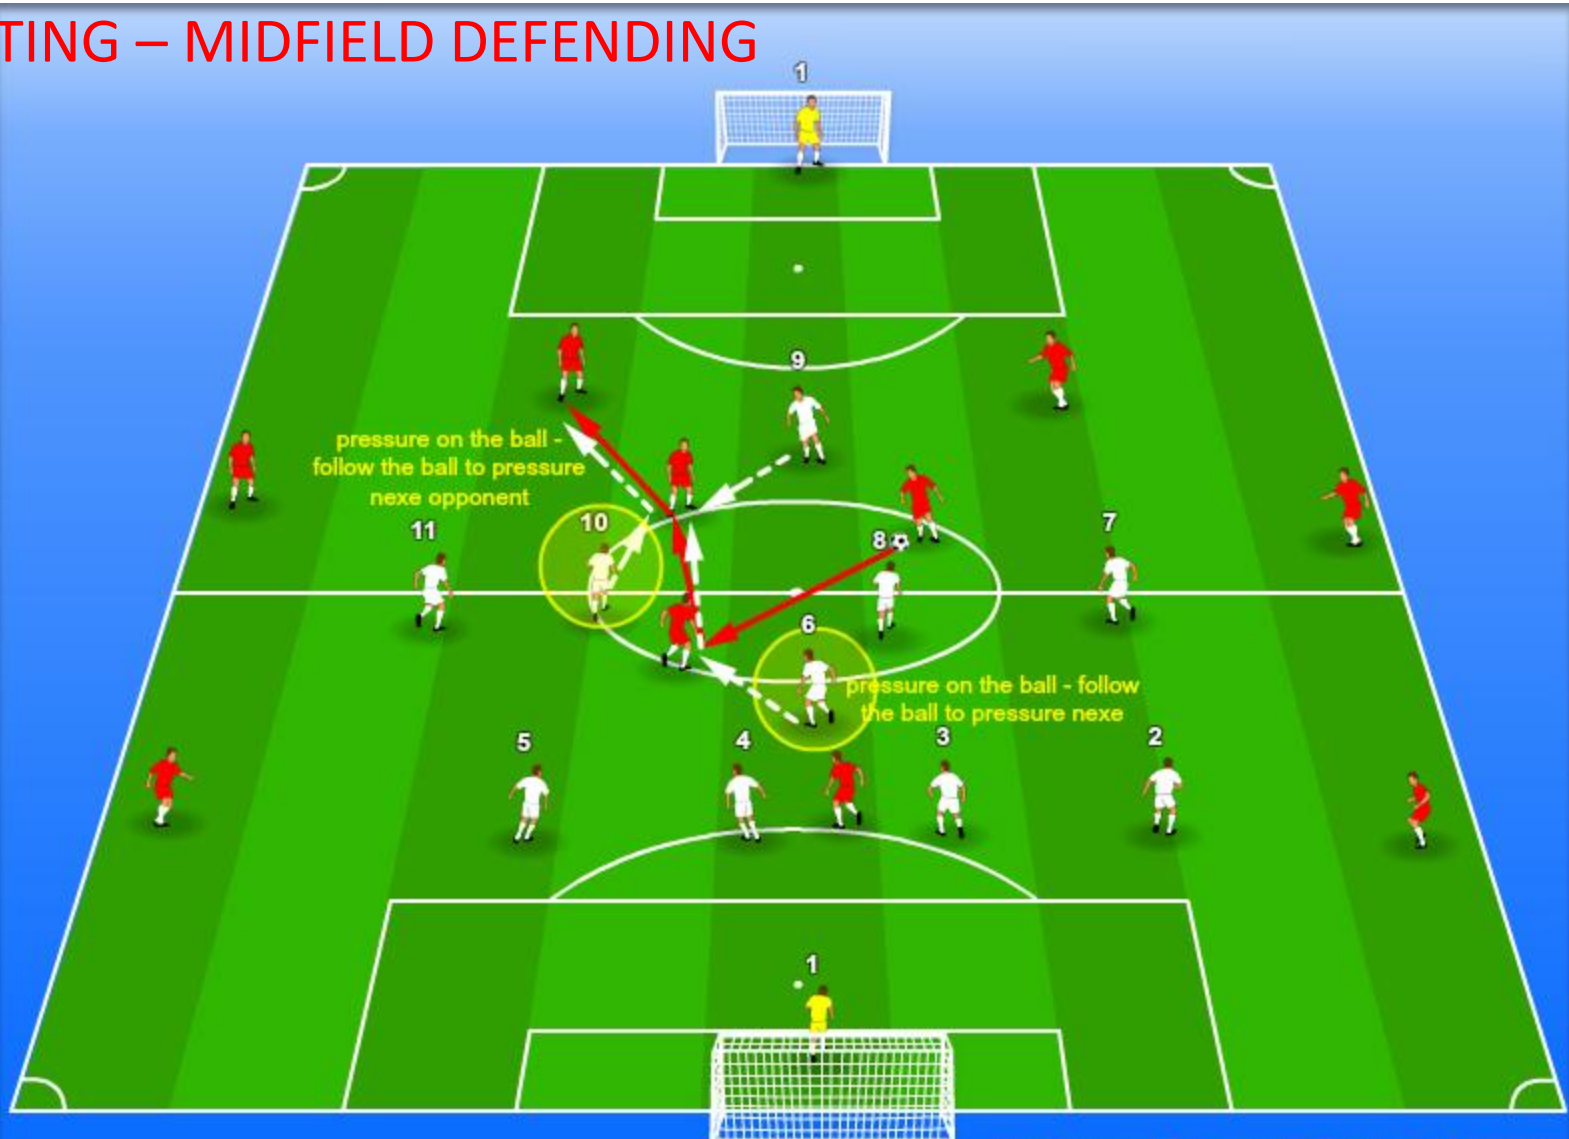 TING – MIDFIELD DEFENDING
1
9
pressure on the ball -
follow the ball to pressure
nexe opponent
11
10
8
7
6
pressure on the ball - follow
the ball to pressure nexe
5
4
3
2
1